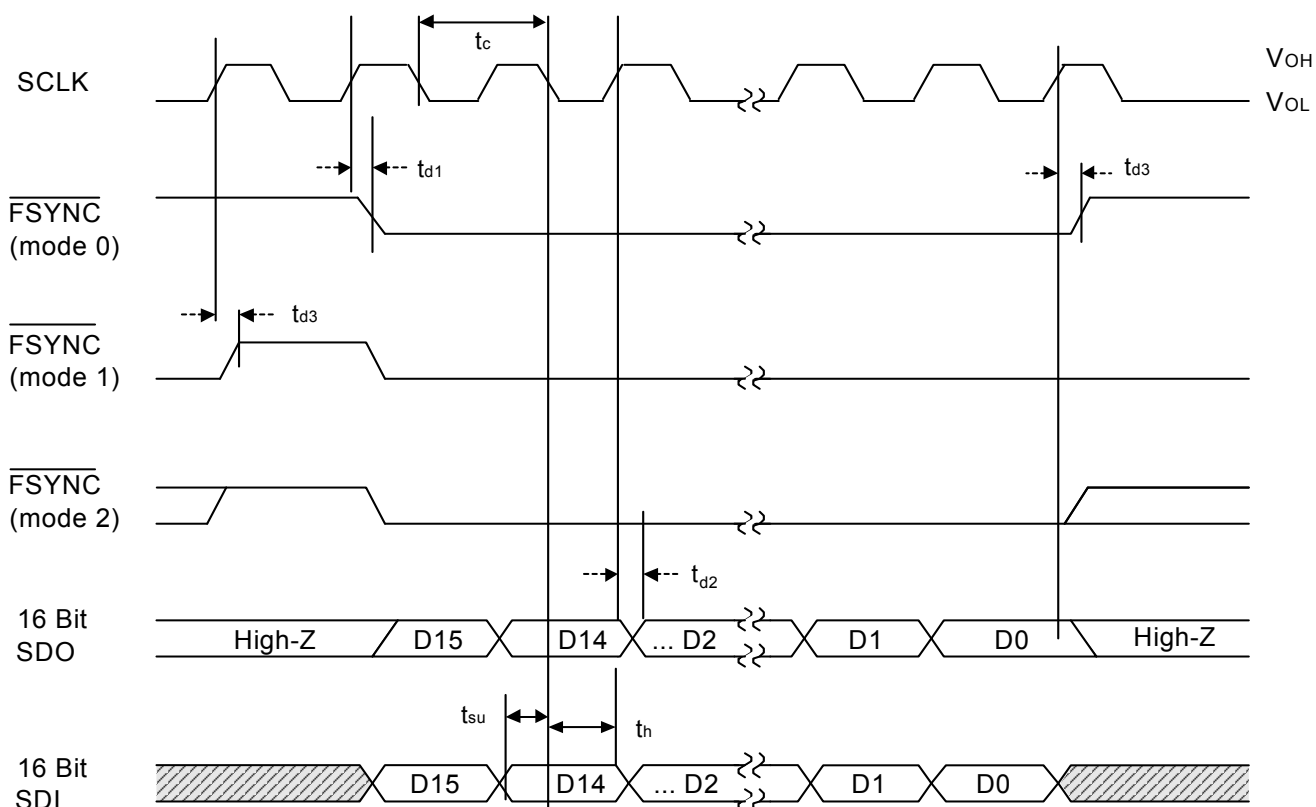 tc
SCLK
VOH
VOL
td1
td3
FSYNC
(mode 0)
td3
FSYNC
(mode 1)
FSYNC
(mode 2)
td2
16 Bit
SDO
High-Z
D15
D14
... D2
D1
D0
High-Z
tsu
th
16 Bit
SDI
D15
D14
... D2
D1
D0